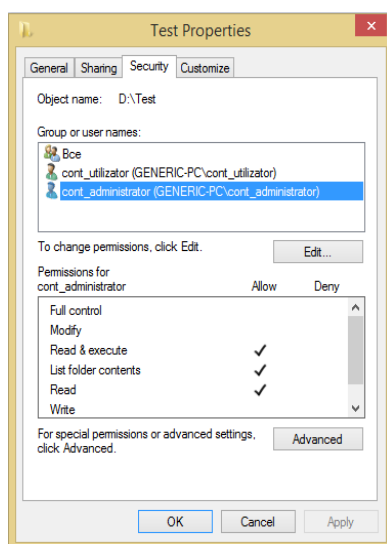 Test Properties
General Sharing Security Customize
Object name: D:\Test
Group or user names:
Все
cont_utilizator (GENERIC-PC\cont_utilizator)
cont_administrator (GENERIC-PC\cont_administrator)
To change permissions, click Edit.
Edit...
Permissions for
cont_administrator Allow Deny
Full control
Modify
Read & execute
List folder contents
Read
Write
For special permissions or advanced settings,
click Advanced.
Advanced
OK Cancel Apply